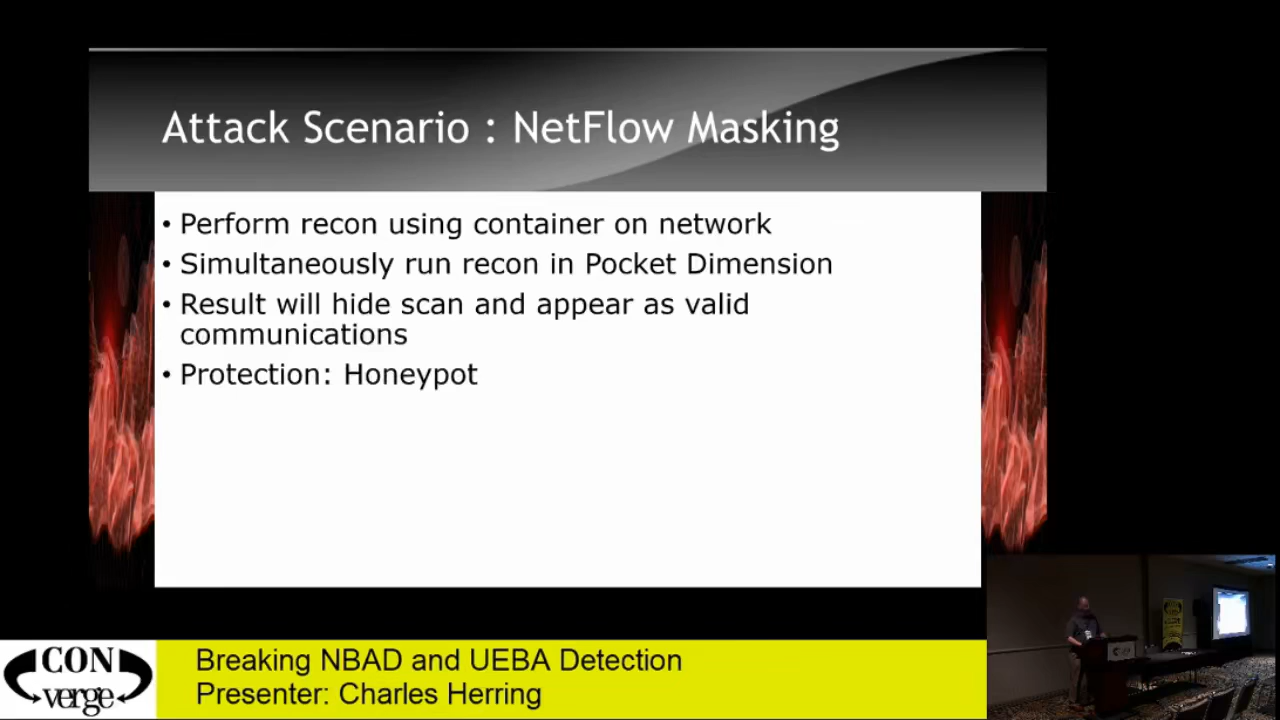 Attack Scenario : NetFlow Masking
• Perform recon using container on network
• Simultaneously run recon in Pocket Dimension
• Result will hide scan and appear as valid
communications
• Protection: Honeypot
CON
verge
Breaking NBAD and UEBA Detection
Presenter: Charles Herring